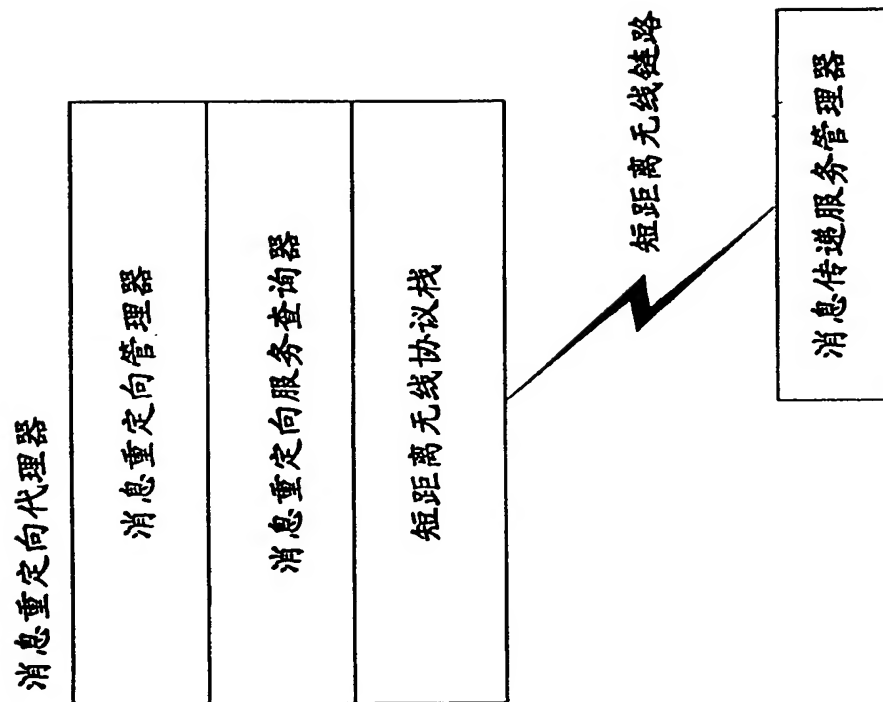 消息重定向代理器
消息重定向管理器
消息重定向服务查询器
短距离无线协议栈
短距离无线链路
消息传递服务管理器